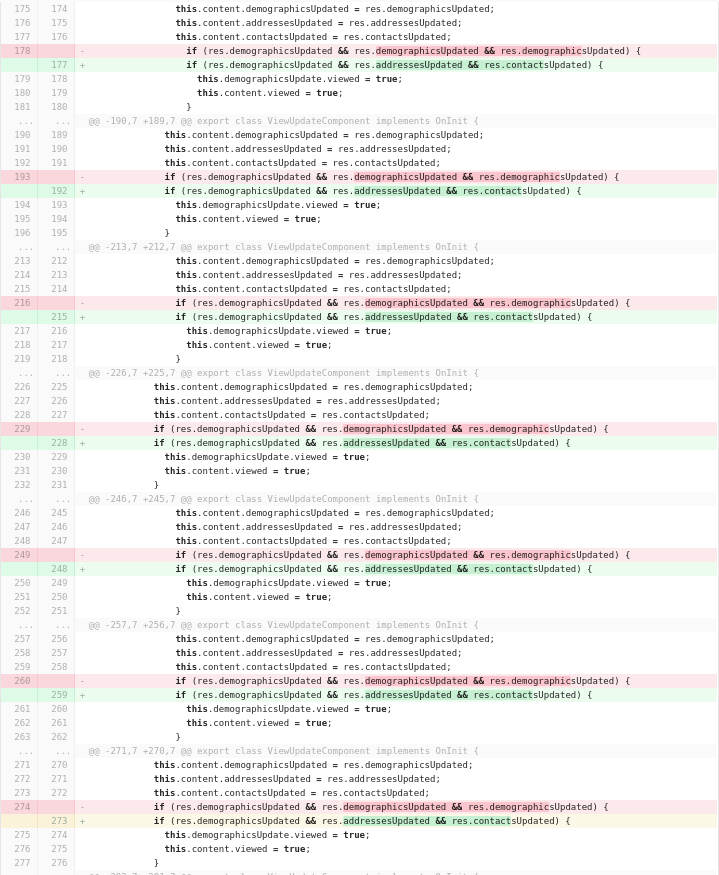 175 174 this.content.demographicsUpdated = res.demographicsUpdated;
176 175 this.content.addressesUpdated = res.addressesUpdated;
177 176 this.content.contactsUpdated = res.contactsUpdated;
178 - if (res.demographicsUpdated && res.demographicsUpdated && res.demographicsUpdated) {
177 + if (res.demographicsUpdated && res.addressesUpdated && res.contactsUpdated) {
179 178 this.demographicsUpdate.viewed = true;
180 179 this.content.viewed = true;
181 180 }
... ... @@ -190,7 +189,7 @@ export class ViewUpdateComponent implements OnInit {
190 189 this.content.demographicsUpdated = res.demographicsUpdated;
191 190 this.content.addressesUpdated = res.addressesUpdated;
192 191 this.content.contactsUpdated = res.contactsUpdated;
193 - if (res.demographicsUpdated && res.demographicsUpdated && res.demographicsUpdated) {
192 + if (res.demographicsUpdated && res.addressesUpdated && res.contactsUpdated) {
194 193 this.demographicsUpdate.viewed = true;
195 194 this.content.viewed = true;
196 195 }
... ... @@ -213,7 +212,7 @@ export class ViewUpdateComponent implements OnInit {
213 212 this.content.demographicsUpdated = res.demographicsUpdated;
214 213 this.content.addressesUpdated = res.addressesUpdated;
215 214 this.content.contactsUpdated = res.contactsUpdated;
216 - if (res.demographicsUpdated && res.demographicsUpdated && res.demographicsUpdated) {
215 + if (res.demographicsUpdated && res.addressesUpdated && res.contactsUpdated) {
217 216 this.demographicsUpdate.viewed = true;
218 217 this.content.viewed = true;
219 218 }
... ... @@ -226,7 +225,7 @@ export class ViewUpdateComponent implements OnInit {
226 225 this.content.demographicsUpdated = res.demographicsUpdated;
227 226 this.content.addressesUpdated = res.addressesUpdated;
228 227 this.content.contactsUpdated = res.contactsUpdated;
229 - if (res.demographicsUpdated && res.demographicsUpdated && res.demographicsUpdated) {
228 + if (res.demographicsUpdated && res.addressesUpdated && res.contactsUpdated) {
230 229 this.demographicsUpdate.viewed = true;
231 230 this.content.viewed = true;
232 231 }
... ... @@ -246,7 +245,7 @@ export class ViewUpdateComponent implements OnInit {
246 245 this.content.demographicsUpdated = res.demographicsUpdated;
247 246 this.content.addressesUpdated = res.addressesUpdated;
248 247 this.content.contactsUpdated = res.contactsUpdated;
249 - if (res.demographicsUpdated && res.demographicsUpdated && res.demographicsUpdated) {
248 + if (res.demographicsUpdated && res.addressesUpdated && res.contactsUpdated) {
250 249 this.demographicsUpdate.viewed = true;
251 250 this.content.viewed = true;
252 251 }
... ... @@ -257,7 +256,7 @@ export class ViewUpdateComponent implements OnInit {
257 256 this.content.demographicsUpdated = res.demographicsUpdated;
258 257 this.content.addressesUpdated = res.addressesUpdated;
259 258 this.content.contactsUpdated = res.contactsUpdated;
260 - if (res.demographicsUpdated && res.demographicsUpdated && res.demographicsUpdated) {
259 + if (res.demographicsUpdated && res.addressesUpdated && res.contactsUpdated) {
261 260 this.demographicsUpdate.viewed = true;
262 261 this.content.viewed = true;
263 262 }
... ... @@ -271,7 +270,7 @@ export class ViewUpdateComponent implements OnInit {
271 270 this.content.demographicsUpdated = res.demographicsUpdated;
272 271 this.content.addressesUpdated = res.addressesUpdated;
273 272 this.content.contactsUpdated = res.contactsUpdated;
274 - if (res.demographicsUpdated && res.demographicsUpdated && res.demographicsUpdated) {
273 + if (res.demographicsUpdated && res.addressesUpdated && res.contactsUpdated) {
275 274 this.demographicsUpdate.viewed = true;
276 275 this.content.viewed = true;
277 276 }